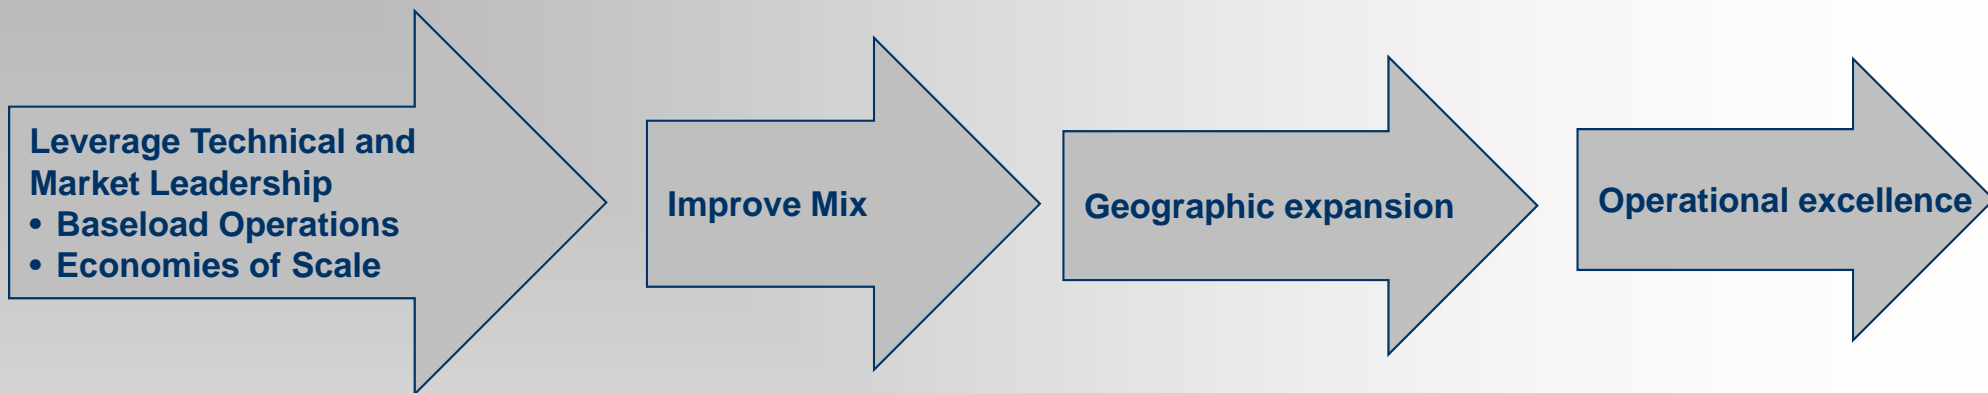 Leverage Technical and
Market Leadership
• Baseload Operations
• Economies of Scale
Improve Mix
Geographic expansion
Operational excellence